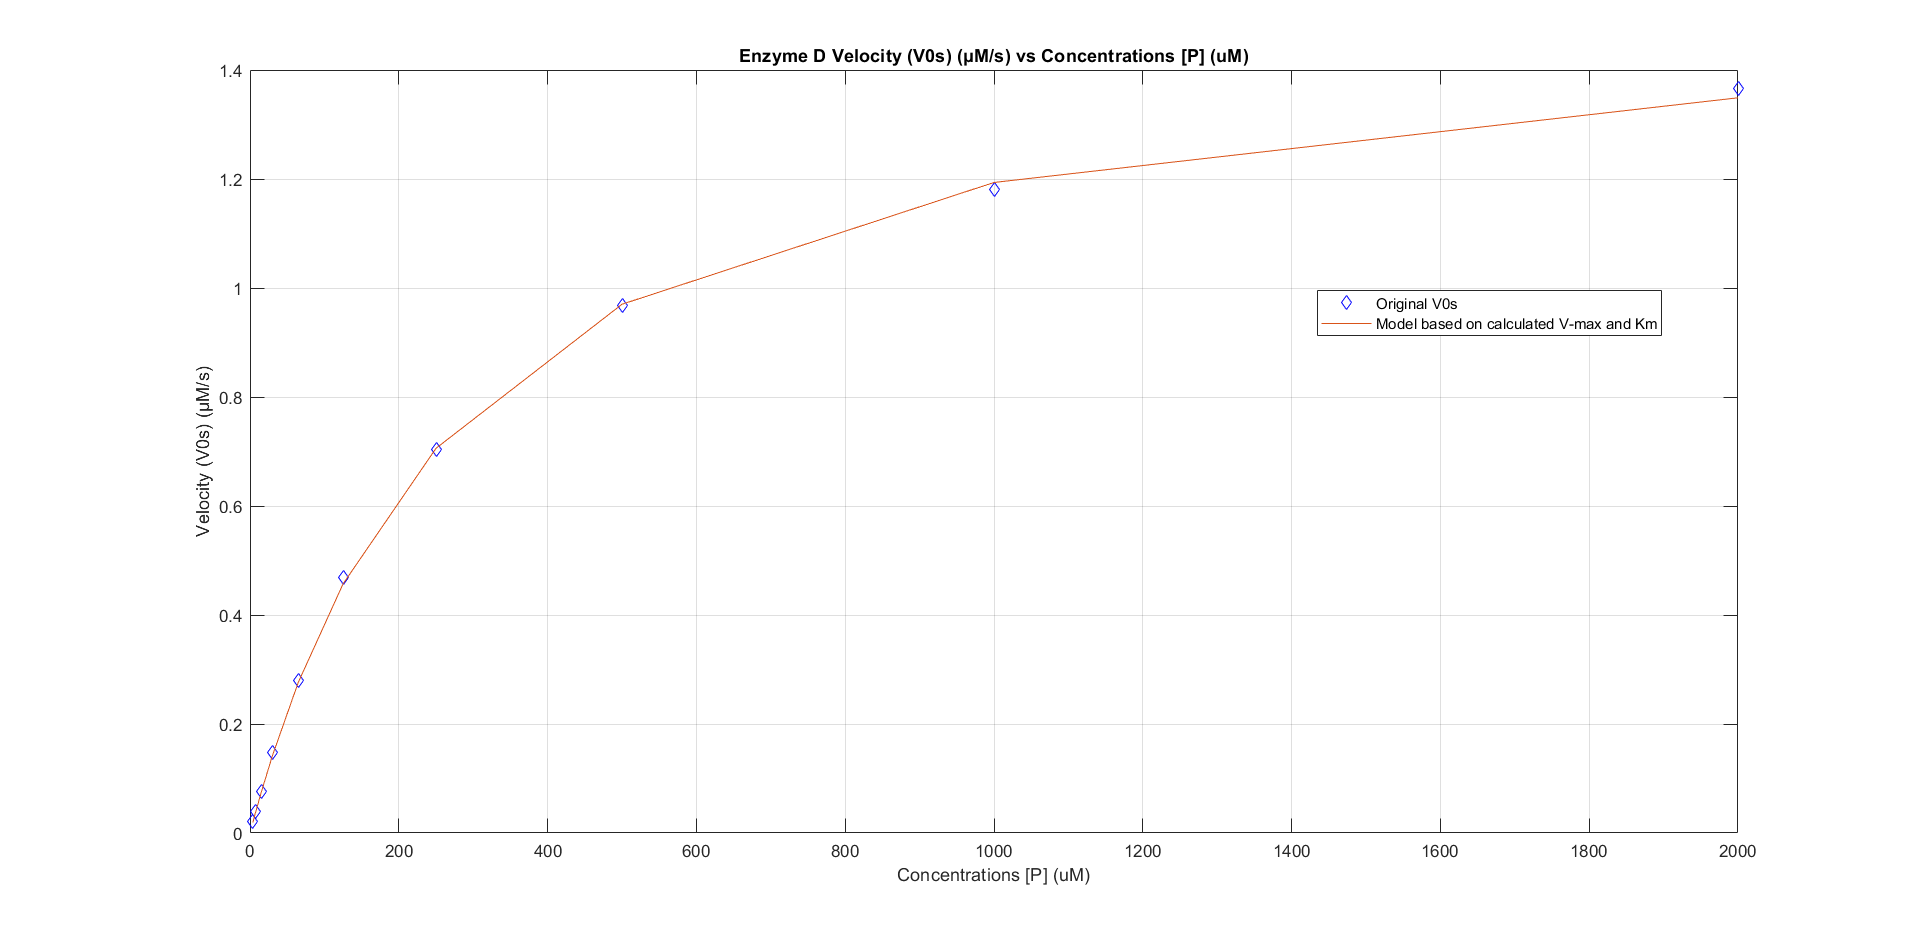 Enzyme D Velocity (V0s) (µM/s) vs Concentrations [P] (uM)
1.4
1.2
1
0.8
0.6
0.4
0.2
0
Velocity (V0s) (µM/s)
Original V0s
Model based on calculated V-max and Km
0 200 400 600 800 1000 1200 1400 1600 1800 2000
Concentrations [P] (uM)